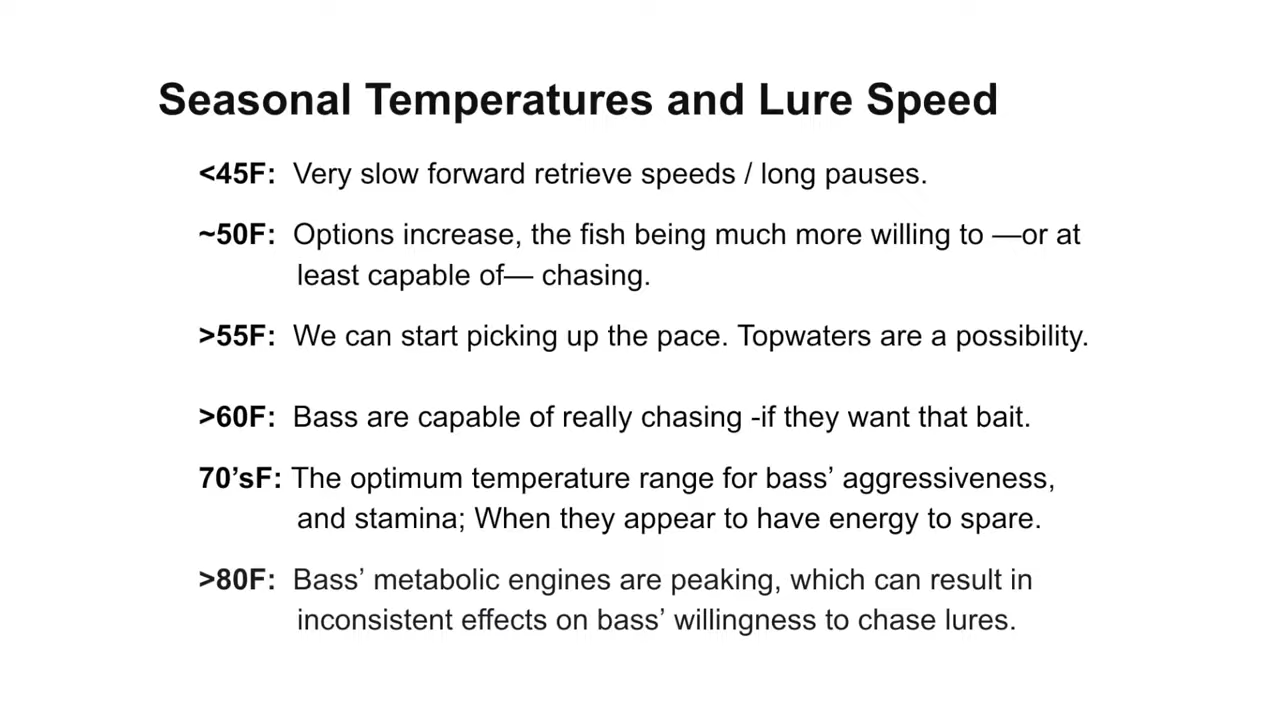 Seasonal Temperatures and Lure Speed
<45F: Very slow forward retrieve speeds / long pauses.
~50F: Options increase, the fish being much more willing to —or at
least capable of— chasing.
>55F: We can start picking up the pace. Topwaters are a possibility.
>60F: Bass are capable of really chasing -if they want that bait.
70’sF: The optimum temperature range for bass’ aggressiveness,
and stamina; When they appear to have energy to spare.
>80F: Bass’ metabolic engines are peaking, which can result in
inconsistent effects on bass’ willingness to chase lures.